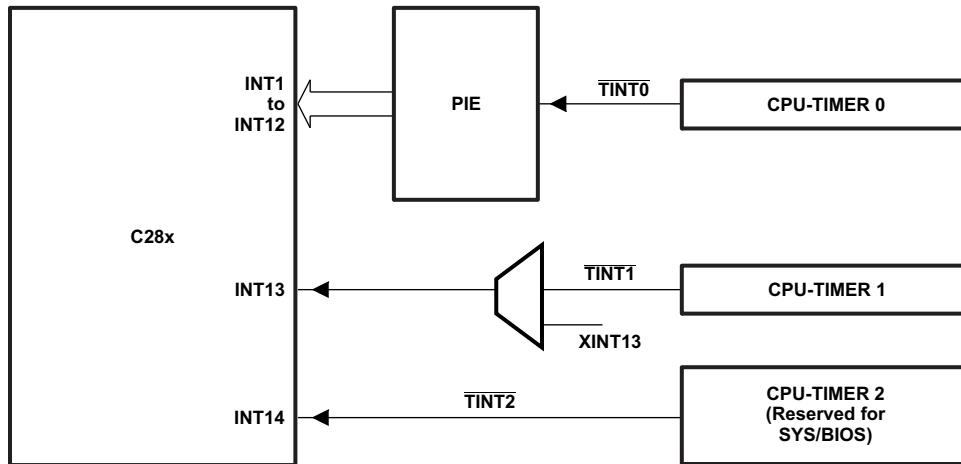 INT1
to
INT12
PIE
TINT0
CPU-TIMER 0
C28x
INT13
TINT1
CPU-TIMER 1
XINT13
INT14
TINT2
CPU-TIMER 2
(Reserved for
SYS/BIOS)